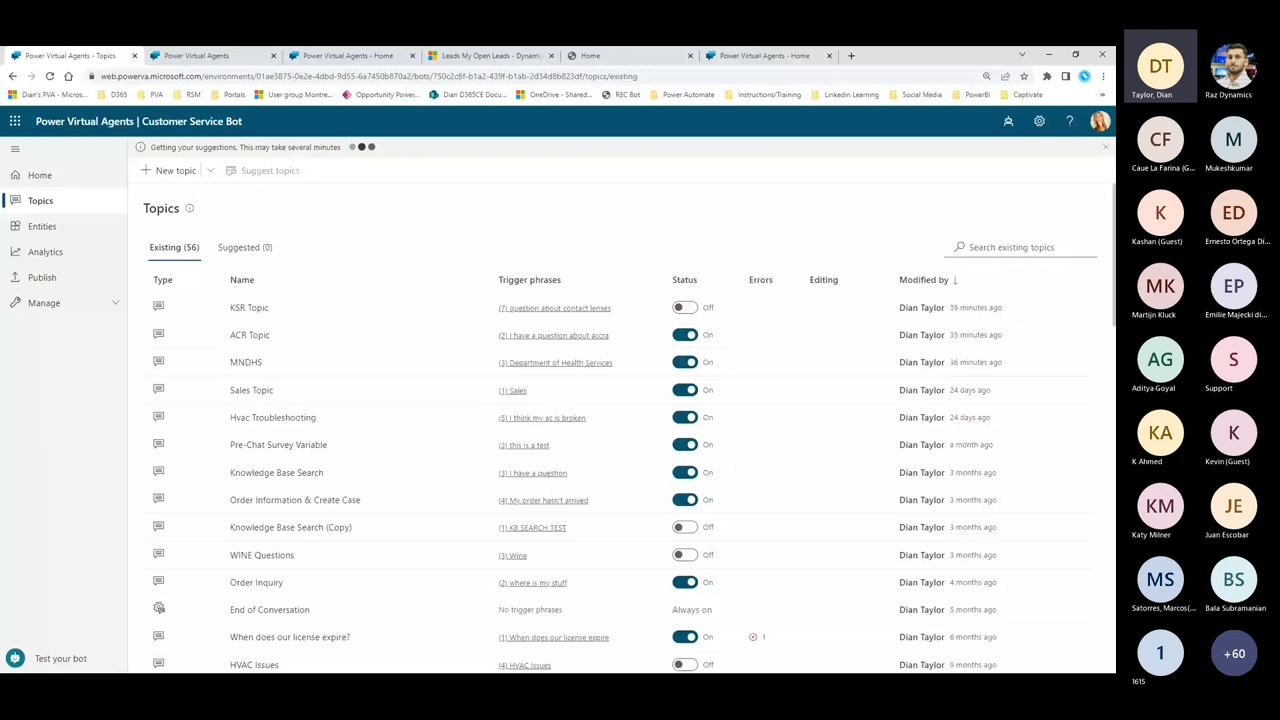 Power Virtual Agents - Topics
Power Virtual Agents
Power Virtual Agents - Home
Leads My Open Leads - Dynami
Home
Power Virtual Agents - Home
web.powerva.microsoft.com/environments/01ae3875-0e2e-4dbd-9d55-6a7450b870a2/bots/750c2c8f-b1a2-439f-b1ab-2d34d8b823df/topics/existing
Dian's PVA - Micros...
D365
PVA
RSM
Portals
User group Montre...
Opportunity Power...
Dian D365CE Docu...
OneDrive - Shared...
REC Bot
Power Automate
Instructions/Training
Linkedin Learning
Social Media
PowerBI
Captivate
Power Virtual Agents | Customer Service Bot
Getting your suggestions. This may take several minutes
New topic
Suggest topics
Home
Topics
Entities
Analytics
Publish
Manage
Test your bot
Topics
Existing (56)
Suggested (0)
Search existing topics
Type Name Trigger phrases Status Errors Editing Modified by
KSR Topic (7) question about contact lenses Off Dian Taylor 35 minutes ago
ACR Topic (2) I have a question about accra On Dian Taylor 35 minutes ago
MNDHS (3) Department of Health Services On Dian Taylor 36 minutes ago
Sales Topic (1) Sales On Dian Taylor 24 days ago
Hvac Troubleshooting (5) I think my ac is broken On Dian Taylor 24 days ago
Pre-Chat Survey Variable (3) this is a test On Dian Taylor a month ago
Knowledge Base Search (3) I have a question On Dian Taylor 3 months ago
Order Information & Create Case (4) My order hasn't arrived On Dian Taylor 3 months ago
Knowledge Base Search (Copy) (1) KB SEARCH TEST Off Dian Taylor 3 months ago
WINE Questions (3) Wine Off Dian Taylor 3 months ago
Order Inquiry (2) where is my stuff On Dian Taylor 4 months ago
End of Conversation No trigger phrases Always on Dian Taylor 5 months ago
When does our license expire? (1) When does our license expire On 1 Dian Taylor 6 months ago
HVAC Issues (4) HVAC Issues Off Dian Taylor 9 months ago
DT
Taylor, Dian
Raz Dynamics
CF
Caue La Farina (G...
M
Mukeshkumar
K
Kashan (Guest)
ED
Ernesto Ortega Di...
MK
Martijn Kluck
EP
Emilie Majecki di...
AG
Aditya Goyal
S
Support
KA
K Ahmed
K
Kevin (Guest)
KM
Katy Milner
JE
Juan Escobar
MS
Satorres, Marcos(...
BS
Bala Subramanian
1
1615
+60